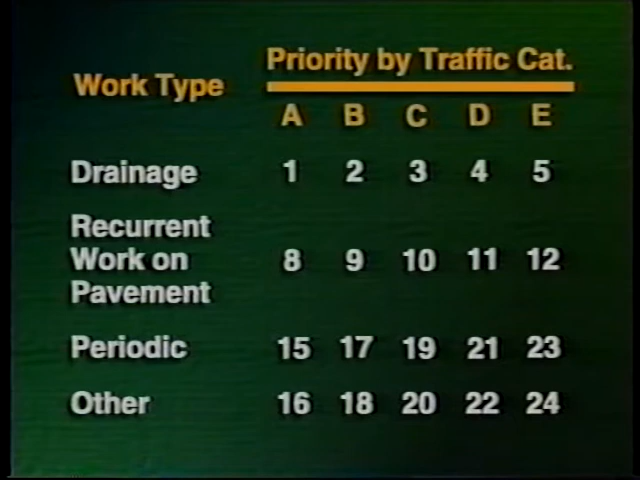 Priority by Traffic Cat.
Work Type
A B C D E
Drainage 1 2 3 4 5
Recurrent
Work on 8 9 10 11 12
Pavement
Periodic 15 17 19 21 23
Other 16 18 20 22 24